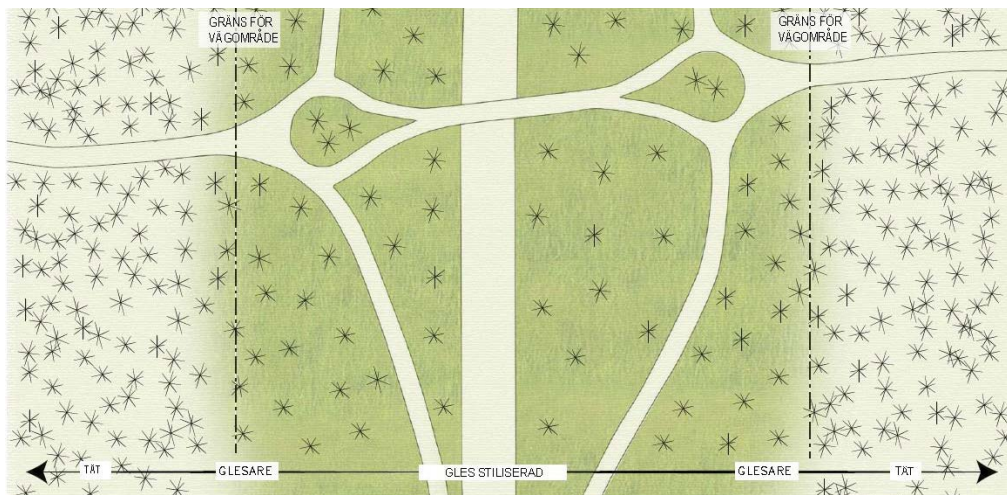 GRÄNS FÖR
VÄGOMRÅDE
GRÄNS FÖR
VÄGOMRÅDE
TÄT
GLESARE
GLES STILISERAD
GLESARE
TÄT